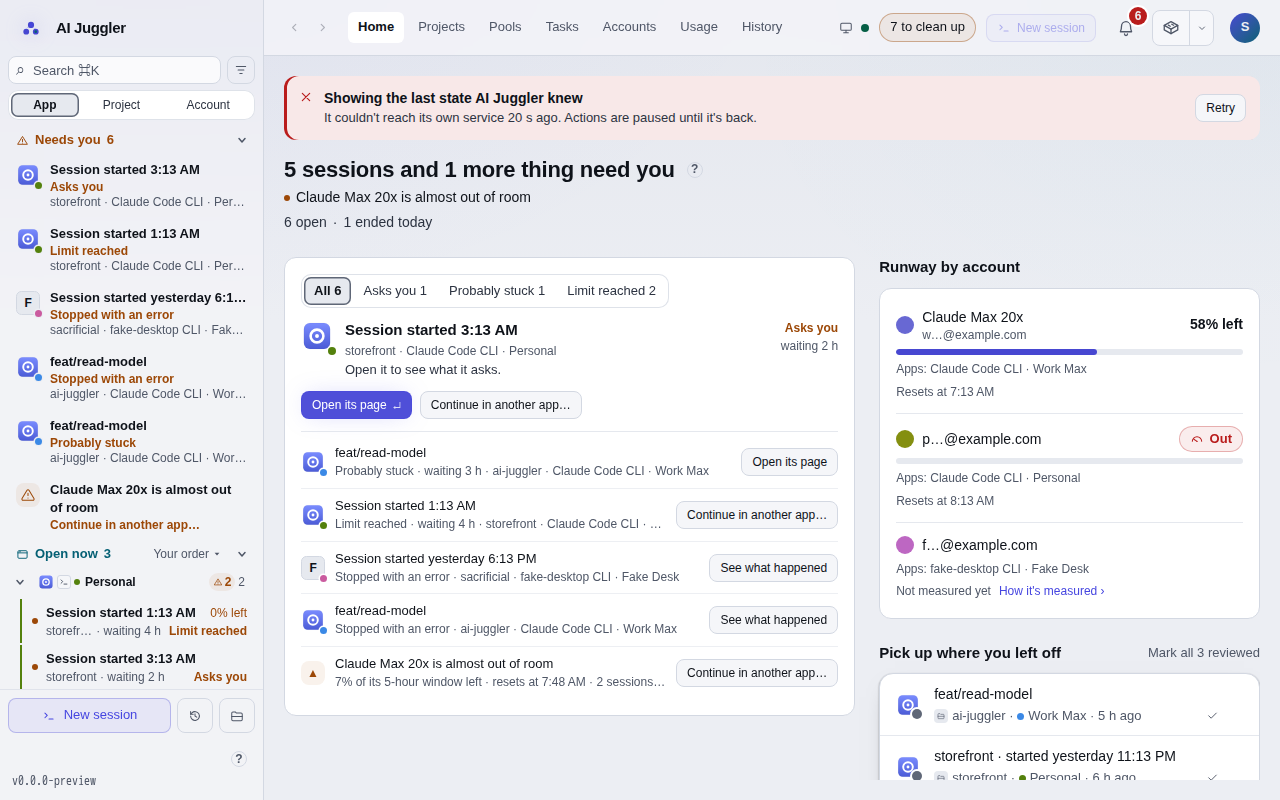 AI Juggler
Search ⌘K
App
Project
Account
Needs you 6
Session started 3:13 AM
Asks you
storefront · Claude Code CLI · Per…
Session started 1:13 AM
Limit reached
storefront · Claude Code CLI · Per…
F
Session started yesterday 6:1…
Stopped with an error
sacrificial · fake-desktop CLI · Fak…
feat/read-model
Stopped with an error
ai-juggler · Claude Code CLI · Wor…
feat/read-model
Probably stuck
ai-juggler · Claude Code CLI · Wor…
Claude Max 20x is almost out
of room
Continue in another app…
Open now 3
Your order
Personal
2
2
Session started 1:13 AM
0% left
storefr… · waiting 4 h
Limit reached
Session started 3:13 AM
storefront · waiting 2 h
Asks you
New session
?
v0.0.0-preview
Home
Projects
Pools
Tasks
Accounts
Usage
History
7 to clean up
New session
6
S
Showing the last state AI Juggler knew
It couldn't reach its own service 20 s ago. Actions are paused until it's back.
Retry
5 sessions and 1 more thing need you
?
Claude Max 20x is almost out of room
6 open · 1 ended today
All 6
Asks you 1
Probably stuck 1
Limit reached 2
Session started 3:13 AM
storefront · Claude Code CLI · Personal
Open it to see what it asks.
Asks you
waiting 2 h
Open its page
Continue in another app…
feat/read-model
Probably stuck · waiting 3 h · ai-juggler · Claude Code CLI · Work Max
Open its page
Session started 1:13 AM
Limit reached · waiting 4 h · storefront · Claude Code CLI · …
Continue in another app…
F
Session started yesterday 6:13 PM
Stopped with an error · sacrificial · fake-desktop CLI · Fake Desk
See what happened
feat/read-model
Stopped with an error · ai-juggler · Claude Code CLI · Work Max
See what happened
Claude Max 20x is almost out of room
7% of its 5-hour window left · resets at 7:48 AM · 2 sessions…
Continue in another app…
Runway by account
Claude Max 20x
w…@example.com
58% left
Apps: Claude Code CLI · Work Max
Resets at 7:13 AM
p…@example.com
Out
Apps: Claude Code CLI · Personal
Resets at 8:13 AM
f…@example.com
Apps: fake-desktop CLI · Fake Desk
Not measured yet How it's measured ›
Pick up where you left off
Mark all 3 reviewed
feat/read-model
ai-juggler · Work Max · 5 h ago
storefront · started yesterday 11:13 PM
storefront · Personal · 6 h ago